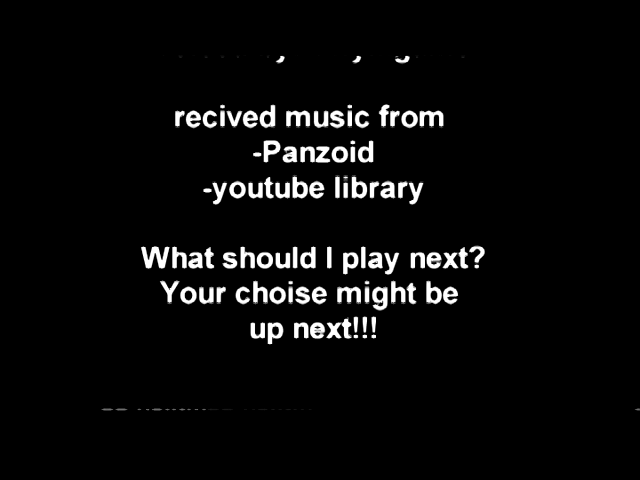 recived music from
-Panzoid
-youtube library
What should I play next?
Your choise might be
up next!!!